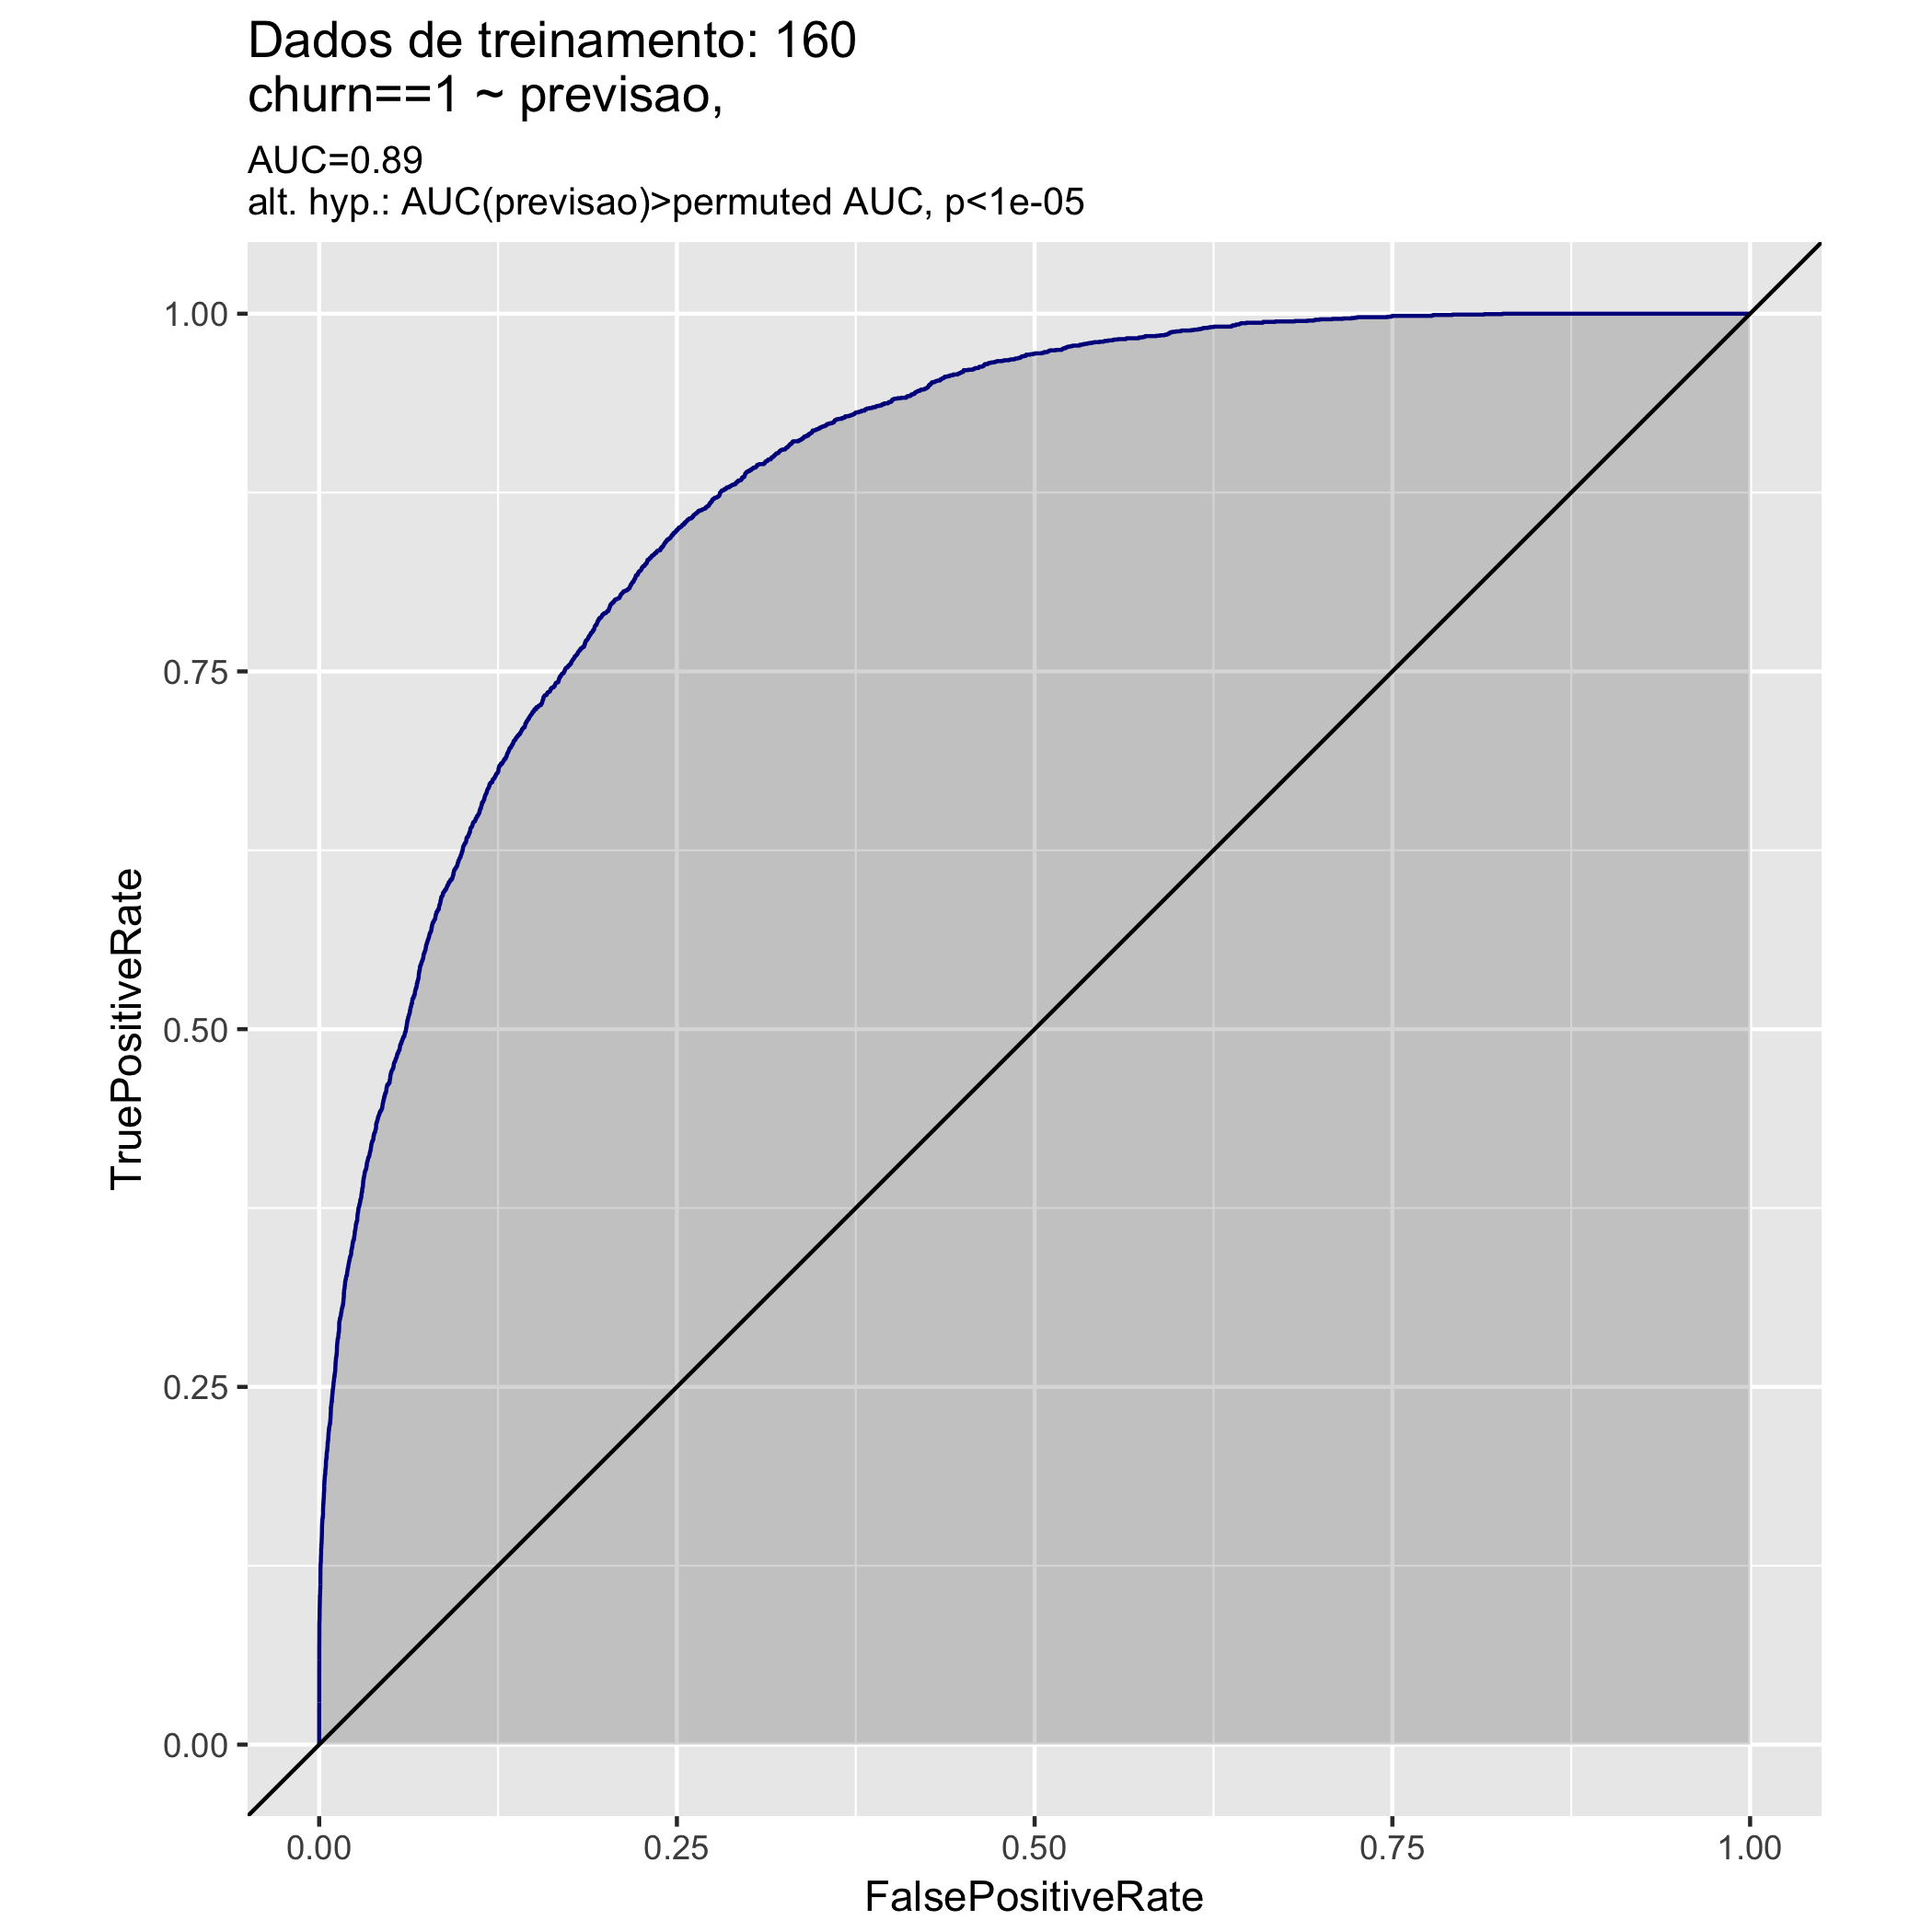 Dados de treinamento: 160
churn==1 ~ previsao,
AUC=0.89
alt. hyp.: AUC(previsao)>permuted AUC, p<1e-05
TruePositiveRate
1.00
0.75
0.50
0.25
0.00
0.00 0.25 0.50 0.75 1.00
FalsePositiveRate